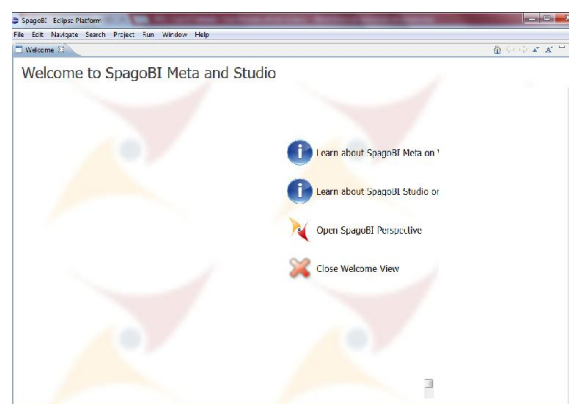 SpagoBI - Eclipse Platform
File Edit Navigate Search Project Run Window Help
Welcome
Welcome to SpagoBI Meta and Studio
Learn about SpagoBI Meta on
Learn about SpagoBI Studio or
Open SpagoBI Perspective
Close Welcome View